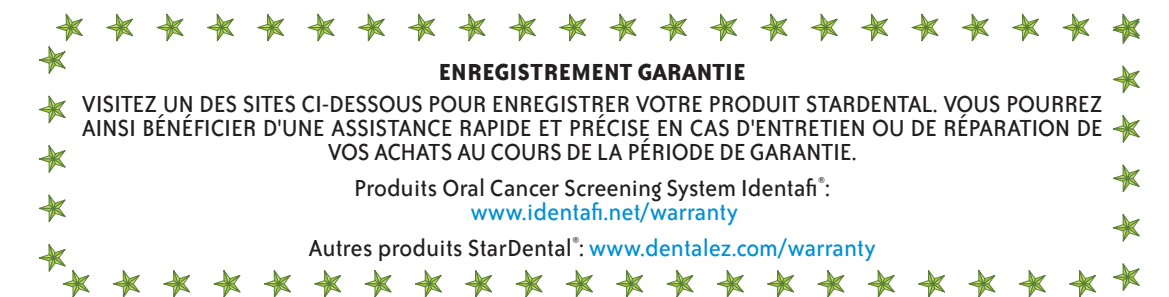 ENREGISTREMENT GARANTIE
VISITEZ UN DES SITES CI-DESSOUS POUR ENREGISTRER VOTRE PRODUIT STARDENTAL. VOUS POURREZ
AINSI BÉNÉFICIER D'UNE ASSISTANCE RAPIDE ET PRÉCISE EN CAS D'ENTRETIEN OU DE RÉPARATION DE
VOS ACHATS AU COURS DE LA PÉRIODE DE GARANTIE.
Produits Oral Cancer Screening System Identafi®:
www.identafi.net/warranty
Autres produits StarDental®: www.dentalez.com/warranty